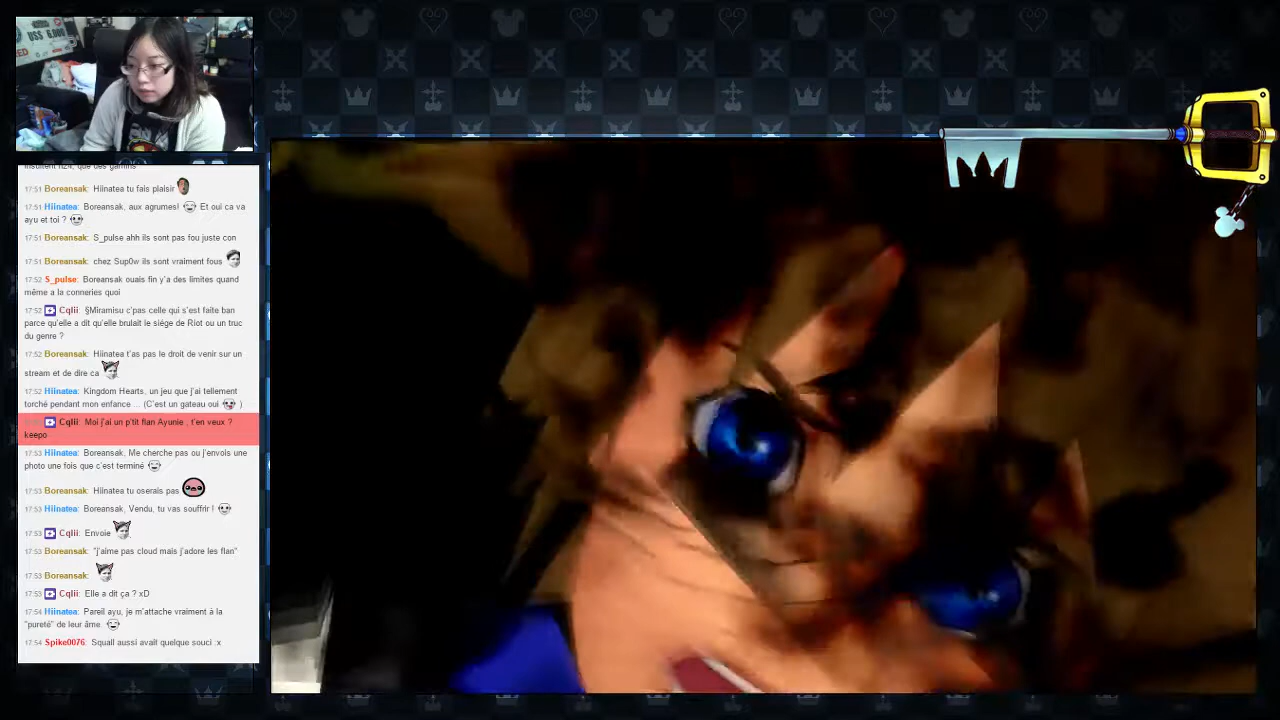 US$ 6,000
17:51 Boreansak: Hiinatea tu fais plaisir
17:51 Hiinatea: Boreansak, aux agrumes! Et oui ca va
ayu et toi ?
17:51 Boreansak: S_pulse ahh ils sont pas fou juste con
17:51 Boreansak: chez Sup0w ils sont vraiment fous
17:52 S_pulse: Boreansak ouais fin y'a des limites quand
même a la conneries quoi
17:52 Cqlii: §Miramisu c'pas celle qui s'est faite ban
parce qu'elle a dit qu'elle brulait le siége de Riot ou un truc
du genre ?
17:52 Boreansak: Hiinatea t'as pas le droit de venir sur un
stream et de dire ca
17:52 Hiinatea: Kingdom Hearts, un jeu que j'ai tellement
torché pendant mon enfance ... (C'est un gateau oui )
Cqlii: Moi j'ai un p'tit flan Ayunie , t'en veux ?
keepo
17:53 Hiinatea: Boreansak, Me cherche pas ou j'envois une
photo une fois que c'est terminé
17:53 Boreansak: Hiinatea tu oserais pas
17:53 Hiinatea: Boreansak, Vendu, tu vas souffrir !
17:53 Cqlii: Envoie
17:53 Boreansak: "j'aime pas cloud mais j'adore les flan"
17:53 Boreansak:
17:53 Cqlii: Elle a dit ça ? xD
17:54 Hiinatea: Pareil ayu, je m'attache vraiment à la
"pureté" de leur âme.
17:54 Spike0076: Squall aussi avait quelque souci :x